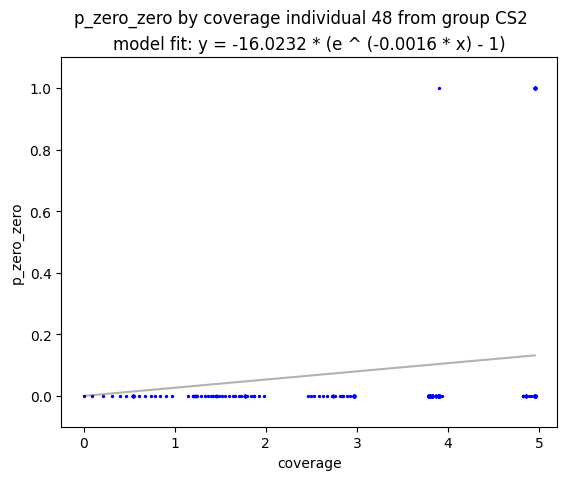 p_zero_zero by coverage individual 48 from group CS2
model fit: y = -16.0232 * (e ^ (-0.0016 * x) - 1)
1.0
0.8
0.6
0.4
0.2
0.0
p_zero_zero
0 1 2 3 4 5
coverage